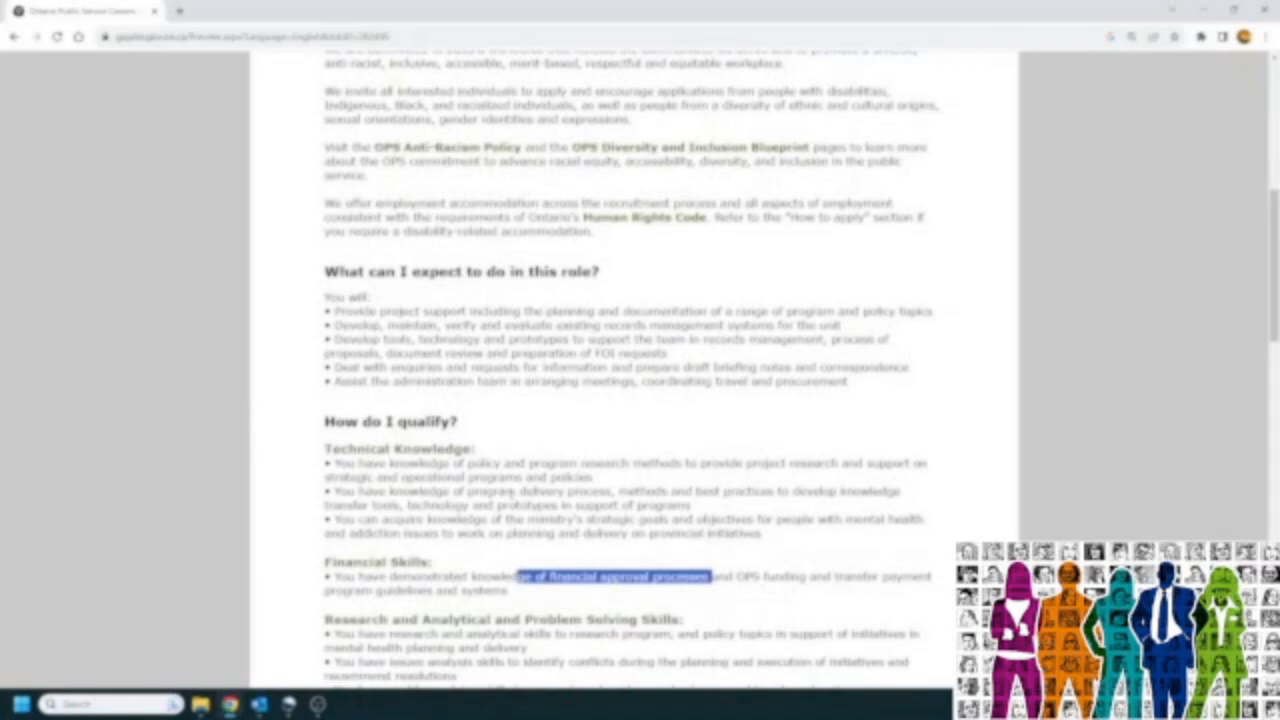 Ontario Public Service Careers
anti-racial, inclusive, accessible, merit-based, respectful and equitable workplace.
We invite all interested individuals to apply and encourage applications from people with disabilities,
Indigenous, Black, and racialized individuals, as well as people from a diversity of ethnic and cultural origins,
sexual orientations, gender identities and expressions.
Visit the OPS Anti-Racism Policy and the OPS Diversity and Inclusion Blueprint pages to learn more
about the OPS commitment to advance racial equity, accessibility, diversity, and inclusion in the public
service.
We offer employment accommodation across the recruitment process and all aspects of employment
consistent with the requirements of Ontario's Human Rights Code. Refer to the "How to apply" section if
you require a disability-related accommodation.
What can I expect to do in this role?
You will:
• Provide project support including the planning and documentation of a range of program and policy topics
• Develop, maintain, verify and evaluate existing records management systems for the unit
• Develop tools, technology and prototypes to support the team in records management, process of
proposals, document review and preparation of FOI requests
• Deal with enquiries and requests for information and prepare draft briefing notes and correspondence
• Assist the administration team in arranging meetings, coordinating travel and procurement
How do I qualify?
Technical Knowledge:
• You have knowledge of policy and program research methods to provide project research and support on
strategic and operational programs and policies
• You have knowledge of program delivery process, methods and best practices to develop knowledge
transfer tools, technology and prototypes in support of programs
• You can acquire knowledge of the ministry's strategic goals and objectives for people with mental health
and addiction issues to work on planning and delivery on provincial initiatives
Financial Skills:
• You have demonstrated knowledge of financial approval processes and OPS funding and transfer payment
program guidelines and systems
Research and Analytical and Problem Solving Skills:
• You have research and analytical skills to research program, and policy topics in support of initiatives in
mental health planning and delivery
• You have issues analysis skills to identify conflicts during the planning and execution of initiatives and
recommend resolutions
Search